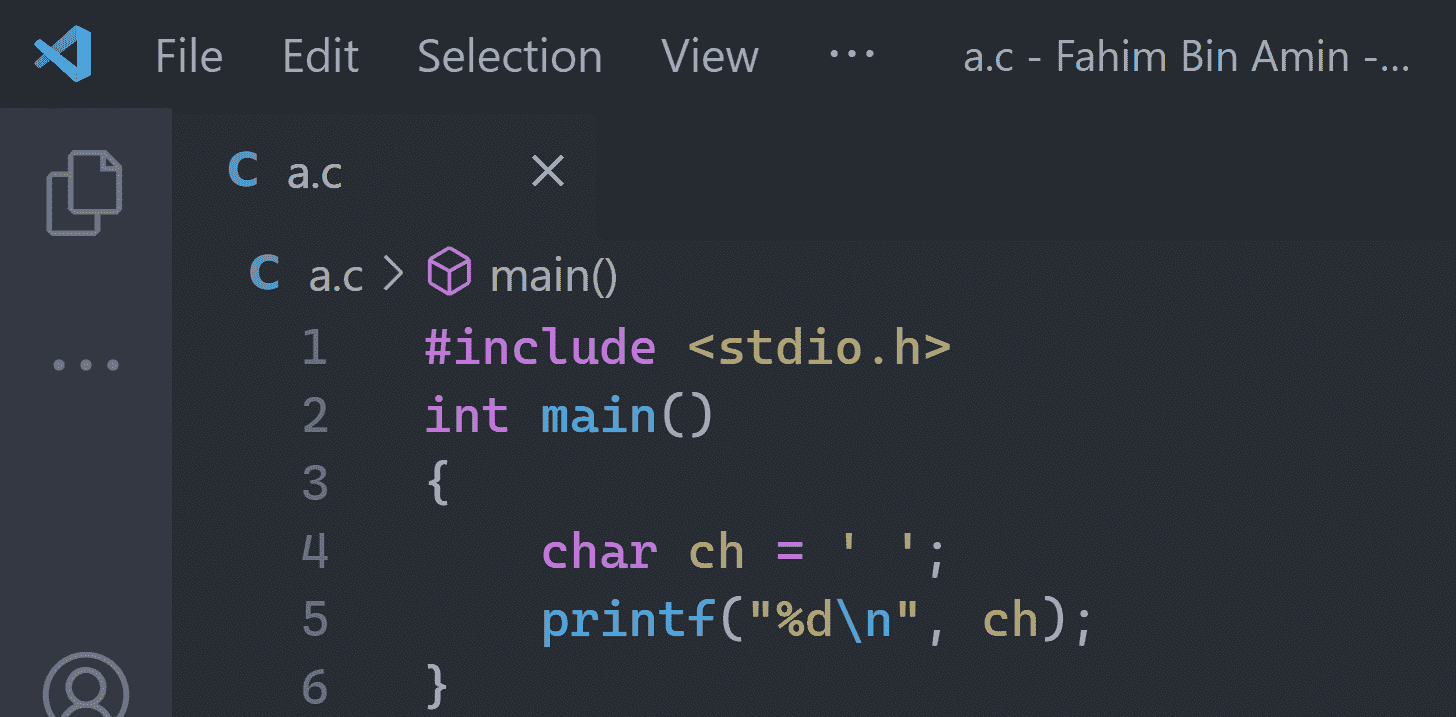 File Edit Selection View ··· a.c - Fahim Bin Amin -...
C a.c
C a.c > main()
1 #include <stdio.h>
2 int main()
3 {
4     char ch = ' ';
5     printf("%d\n", ch);
6 }